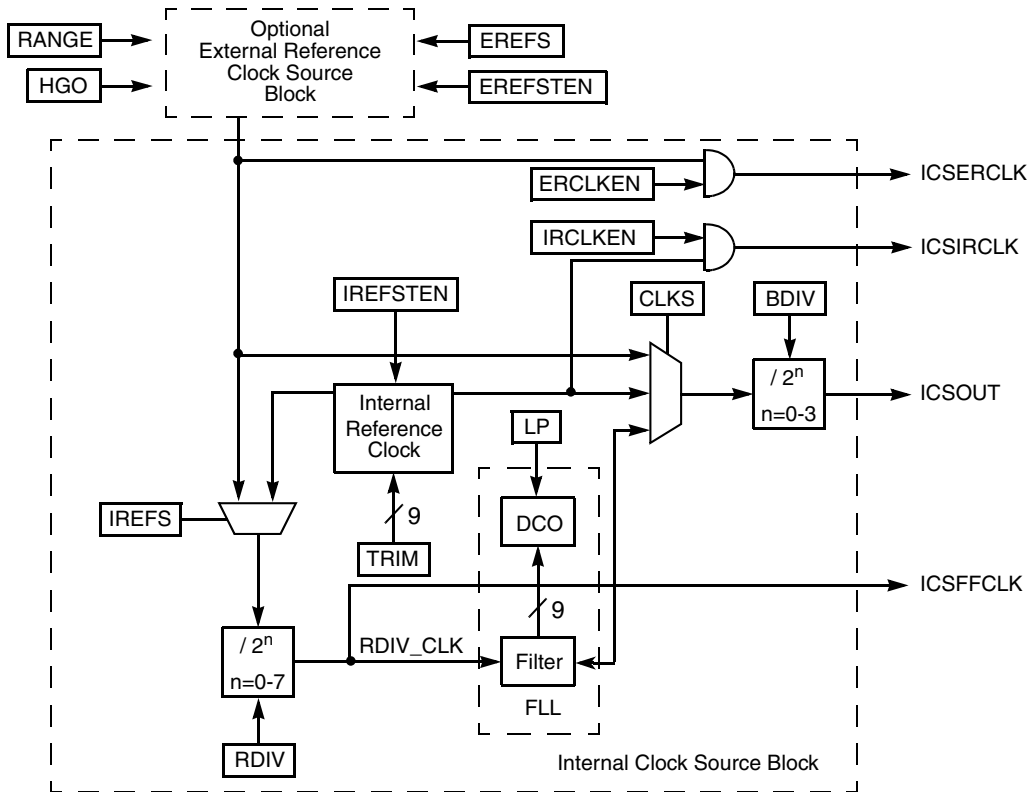 RANGE
HGO
Optional
External Reference
Clock Source
Block
EREFS
EREFSTEN
ERCLKEN
ICSERCLK
IRCLKEN
ICSIRCLK
IREFSTEN
CLKS
BDIV
Internal
Reference
Clock
/ 2ⁿ
n=0-3
ICSOUT
LP
IREFS
9
TRIM
DCO
9
ICSFFCLK
/ 2ⁿ
n=0-7
RDIV_CLK
Filter
FLL
RDIV
Internal Clock Source Block